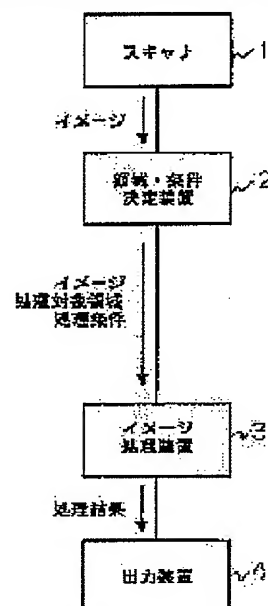 スキャナ
1
イメージ
領域・条件
決定装置
2
イメージ
処理対象領域
処理条件
イメージ
処理装置
3
処理結果
出力装置
4